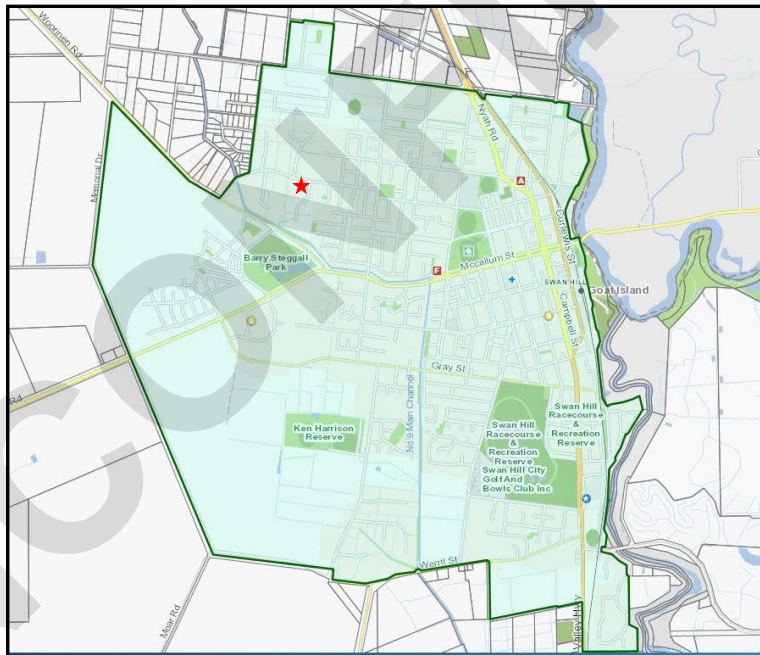 Woorinen Rd
Memorial Dr
Nyah Rd
A
Curlewis St
Barry Steggall
Park
F
Mccallum St
SWAN HILL
Goat Island
Campbell St
Rd
Gray St
No 9 Main Channel
Ken Harrison
Reserve
Swan Hill
Racecourse
&
Recreation
Reserve
Swan Hill City
Golf And
Bowls Club Inc
Swan Hill
Racecourse
&
Recreation
Reserve
Werril St
Moar Rd
Valley Hwy